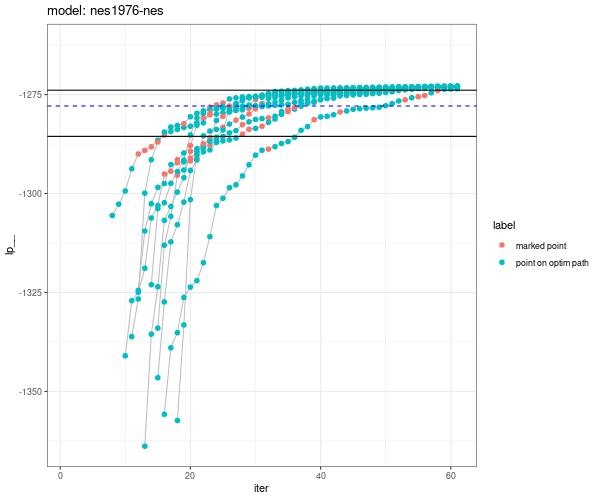 model: nes1976-nes
-1275
-1300
-1325
-1350
lp__
0
20
40
60
iter
label
marked point
point on optim path